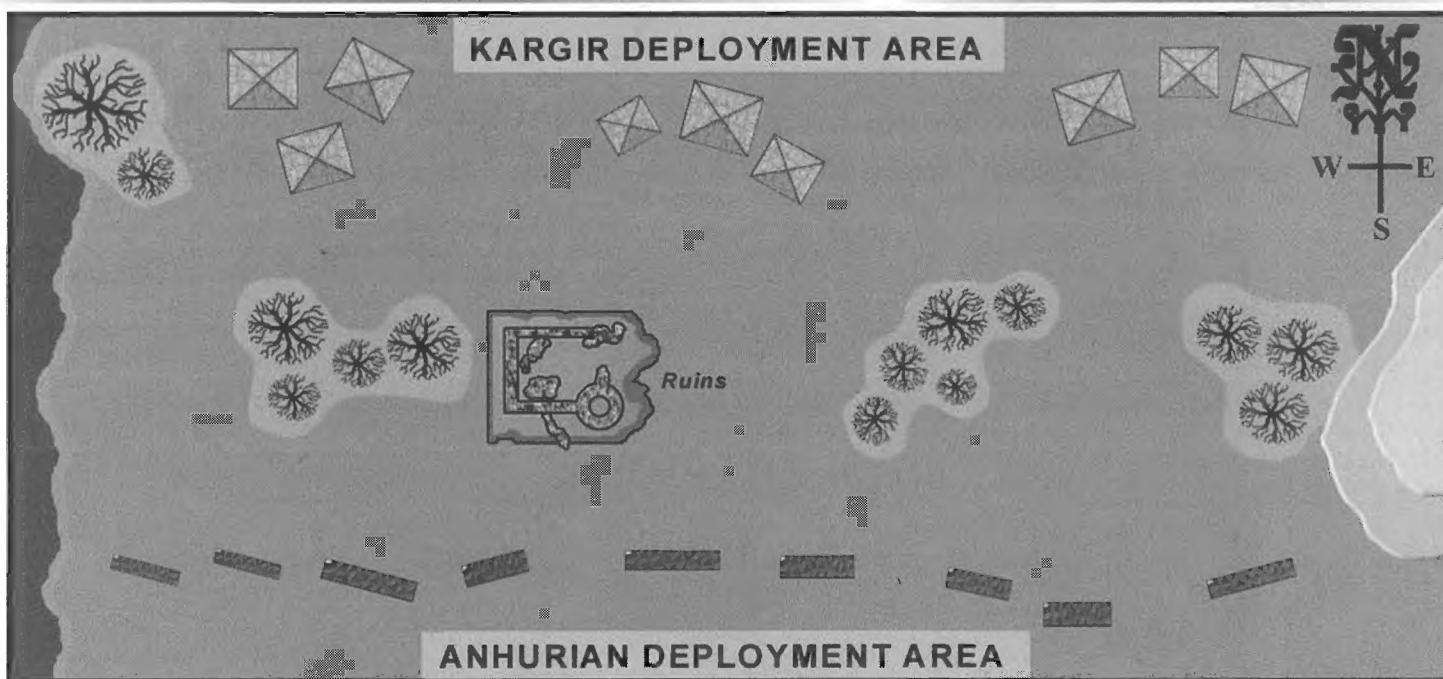 KARGIR DEPLOYMENT AREA
W E
S
Ruins
ANHURIAN DEPLOYMENT AREA